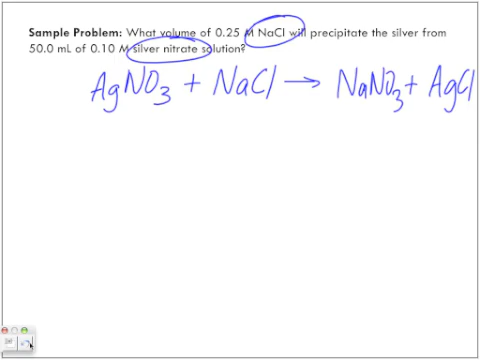 Sample Problem: What volume of 0.25 M NaCl will precipitate the silver from
50.0 mL of 0.10 M silver nitrate solution?
AgNO3 + NaCl → NaNO3 + AgCl